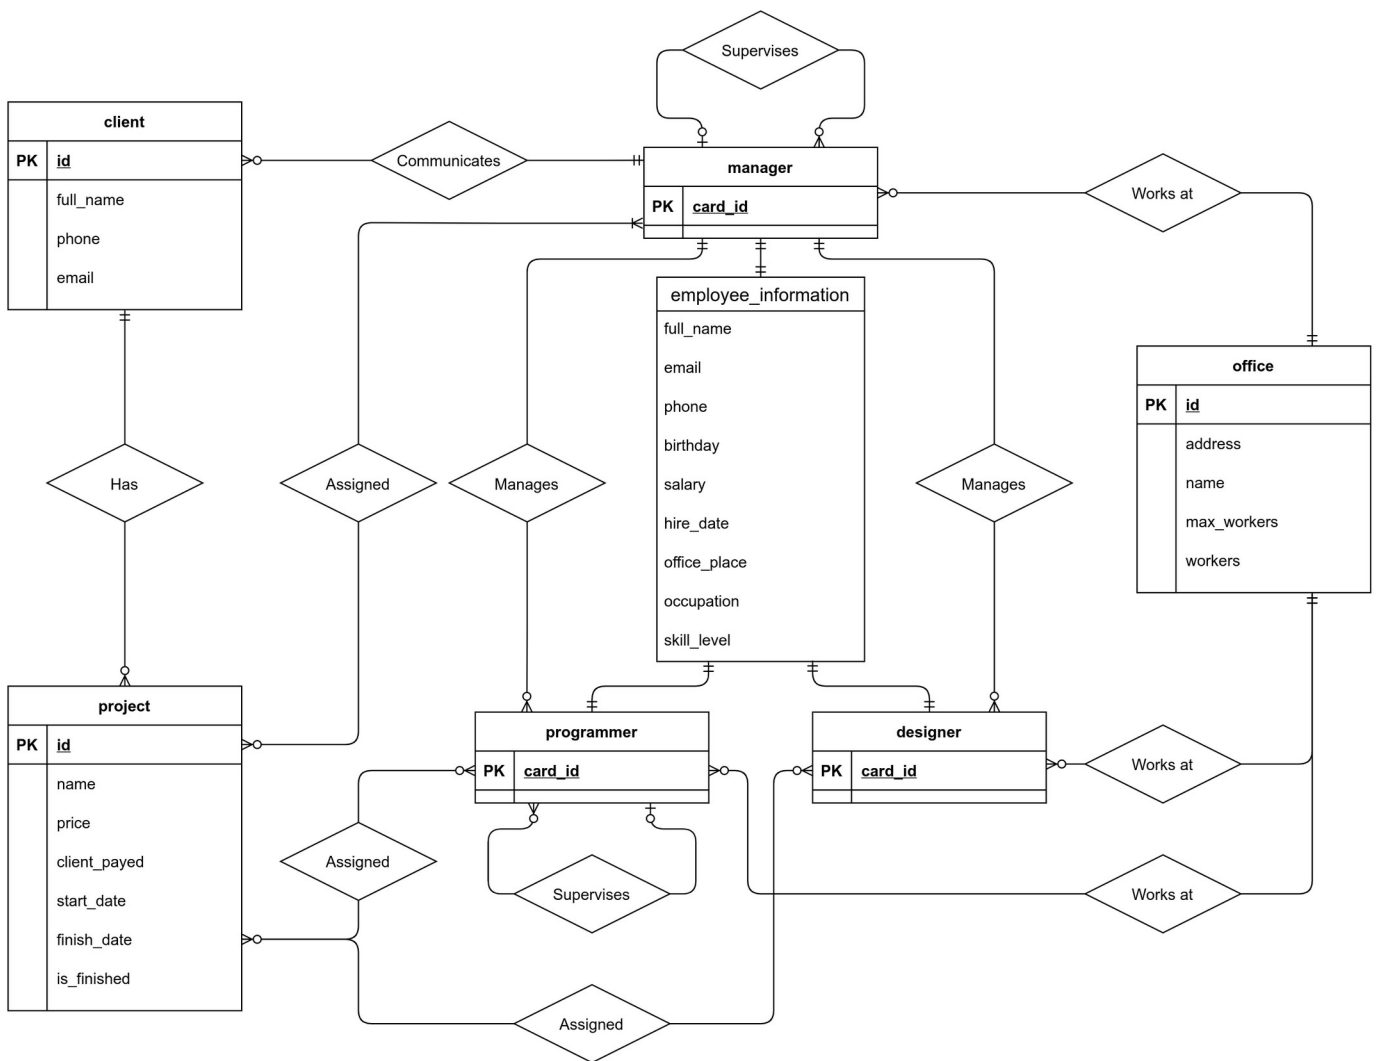 Supervises
client
PK id
full_name
phone
email
Communicates
manager
PK card_id
Works at
employee_information
full_name
email
phone
birthday
salary
hire_date
office_place
occupation
skill_level
office
PK id
address
name
max_workers
workers
Has
Assigned
Manages
Manages
project
PK id
name
price
client_payed
start_date
finish_date
is_finished
programmer
PK card_id
designer
PK card_id
Works at
Assigned
Supervises
Works at
Assigned